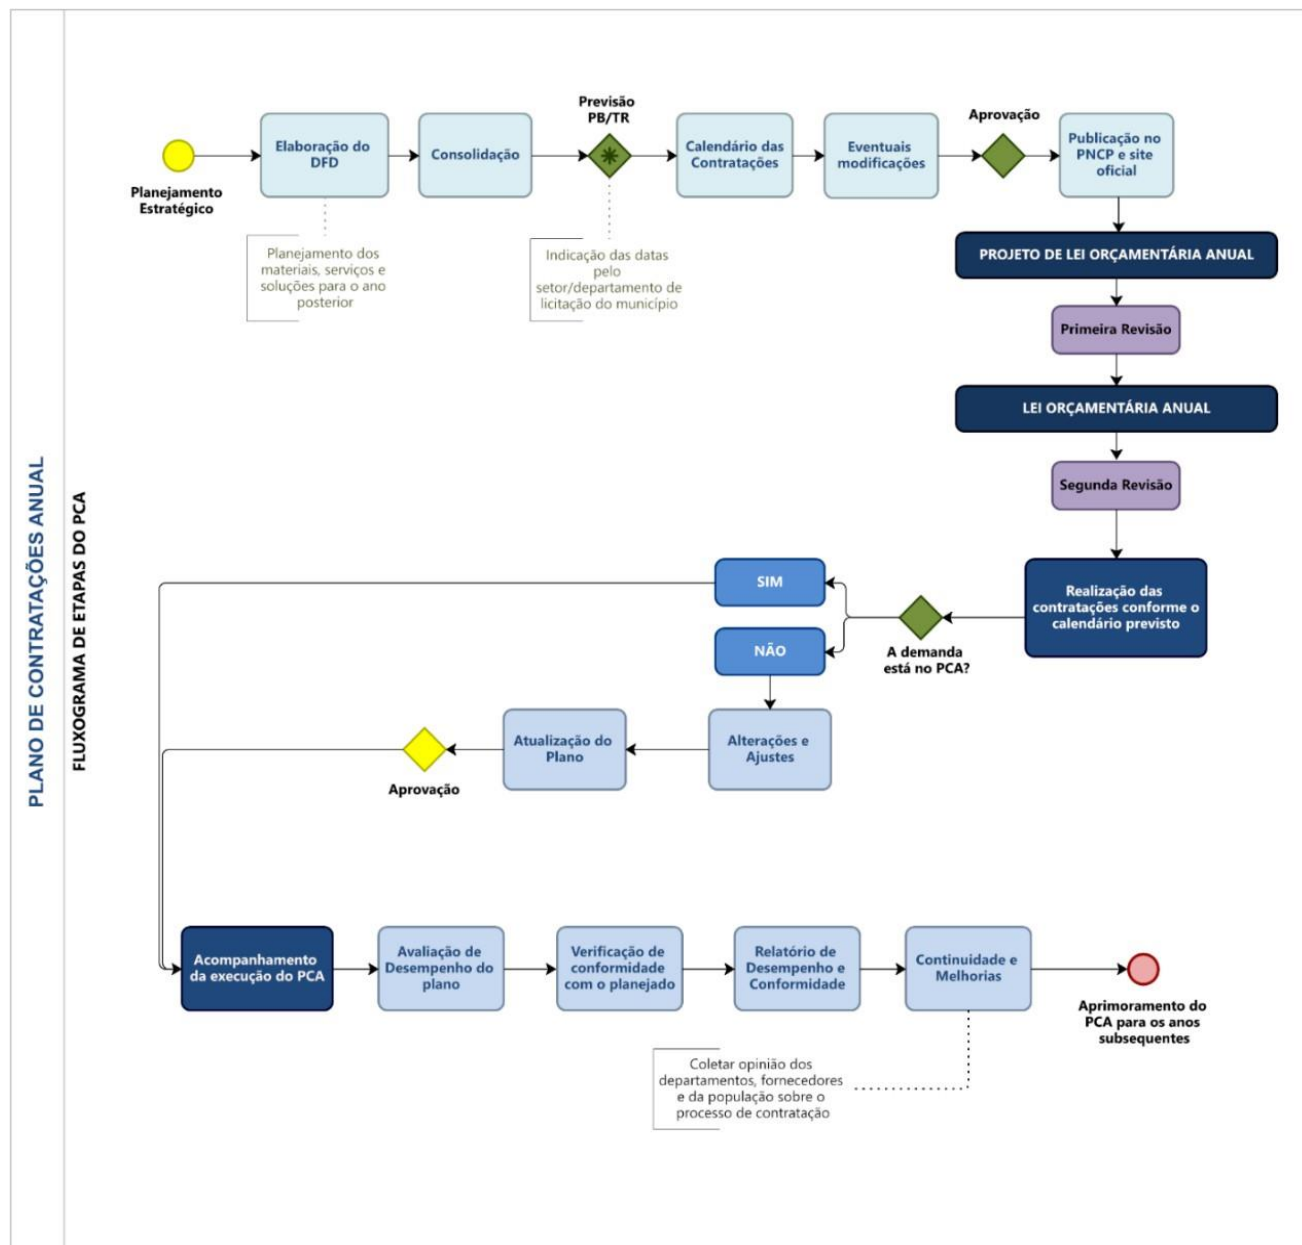 PLANO DE CONTRATAÇÕES ANUAL
FLUXOGRAMA DE ETAPAS DO PCA
Planejamento
Estratégico
Elaboração do
DFD
Planejamento dos
materiais, serviços e
soluções para o ano
posterior
Consolidação
Previsão
PB/TR
Indicação das datas
pelo
setor/departamento de
licitação do município
Calendário das
Contratações
Eventuais
modificações
Aprovação
Publicação no
PNCP e site
oficial
PROJETO DE LEI ORÇAMENTÁRIA ANUAL
Primeira Revisão
LEI ORÇAMENTÁRIA ANUAL
Segunda Revisão
Realização das
contratações conforme o
calendário previsto
A demanda
está no PCA?
SIM
NÃO
Alterações e
Ajustes
Atualização do
Plano
Aprovação
Acompanhamento
da execução do PCA
Avaliação de
Desempenho do
plano
Verificação de
conformidade
com o planejado
Relatório de
Desempenho e
Conformidade
Continuidade e
Melhorias
Coletar opinião dos
departamentos, fornecedores
e da população sobre o
processo de contratação
Aprimoramento do
PCA para os anos
subsequentes